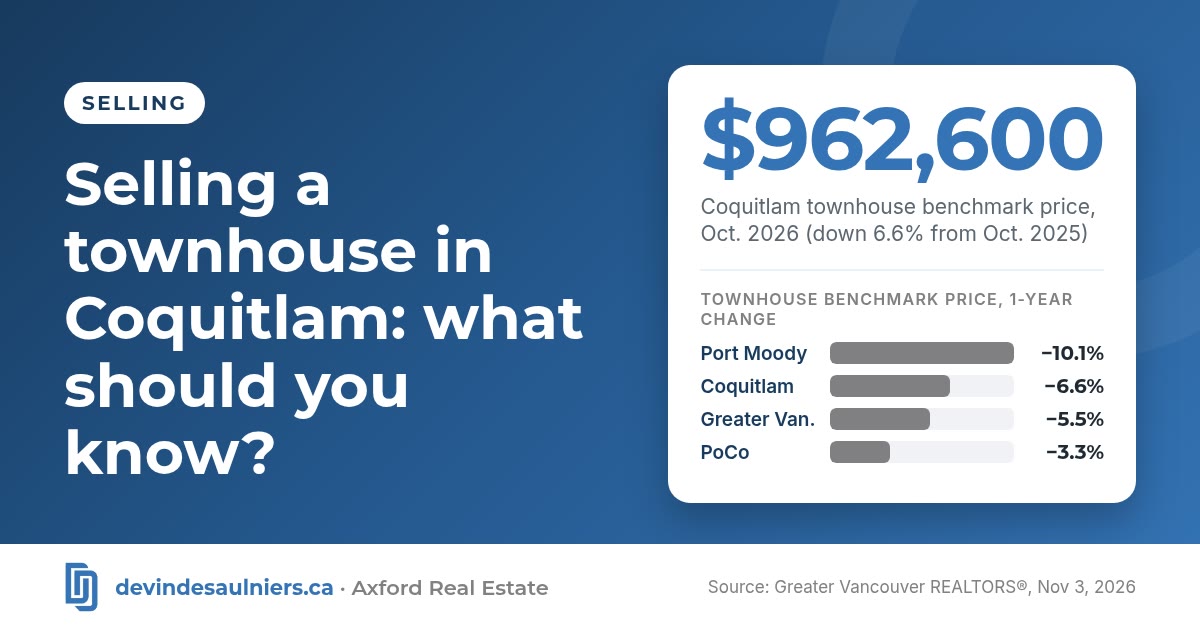 SELLING
Selling a
townhouse in
Coquitlam: what
should you
know?
$962,600
Coquitlam townhouse benchmark price,
Oct. 2026 (down 6.6% from Oct. 2025)
TOWNHOUSE BENCHMARK PRICE, 1-YEAR
CHANGE
Port Moody −10.1%
Coquitlam −6.6%
Greater Van. −5.5%
PoCo −3.3%
devindesaulniers.ca · Axford Real Estate
Source: Greater Vancouver REALTORS®, Nov 3, 2026